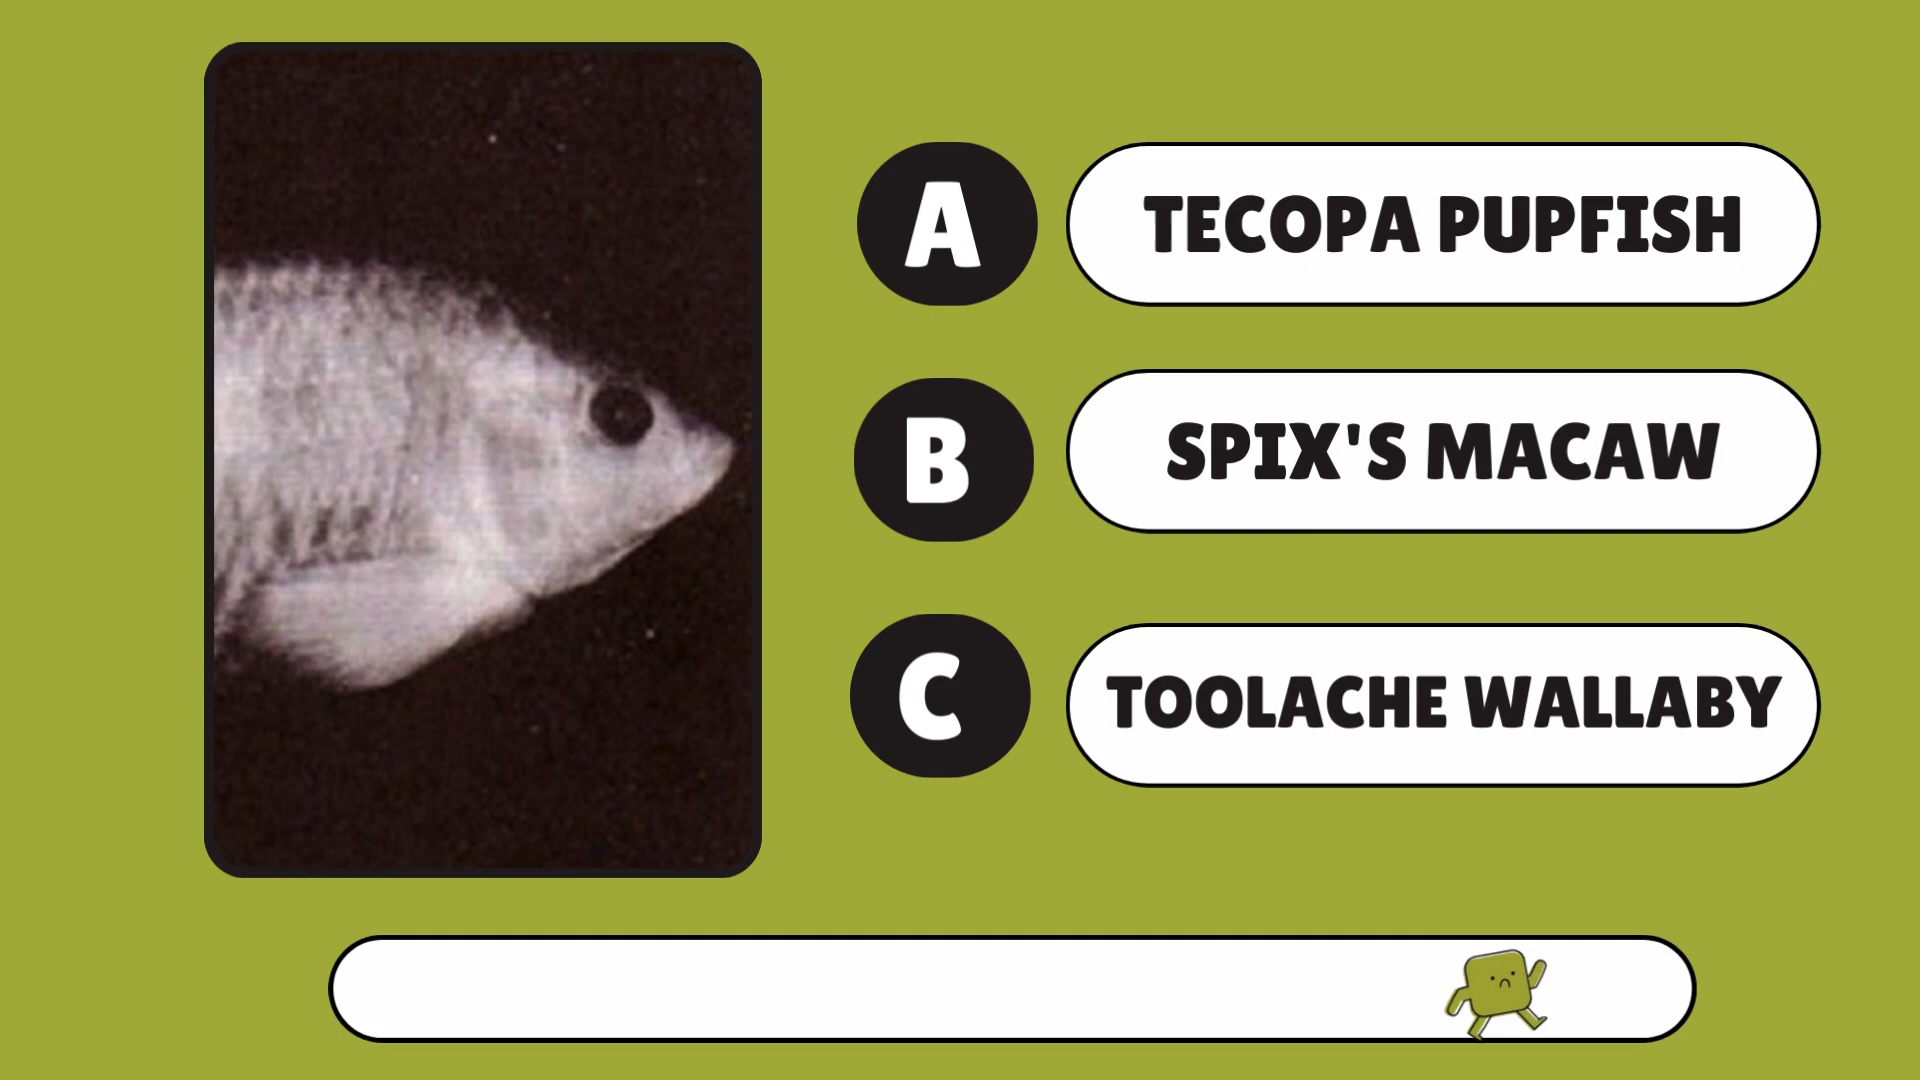 A
TECOPA PUPFISH
B
SPIX'S MACAW
C
TOOLACHE WALLABY